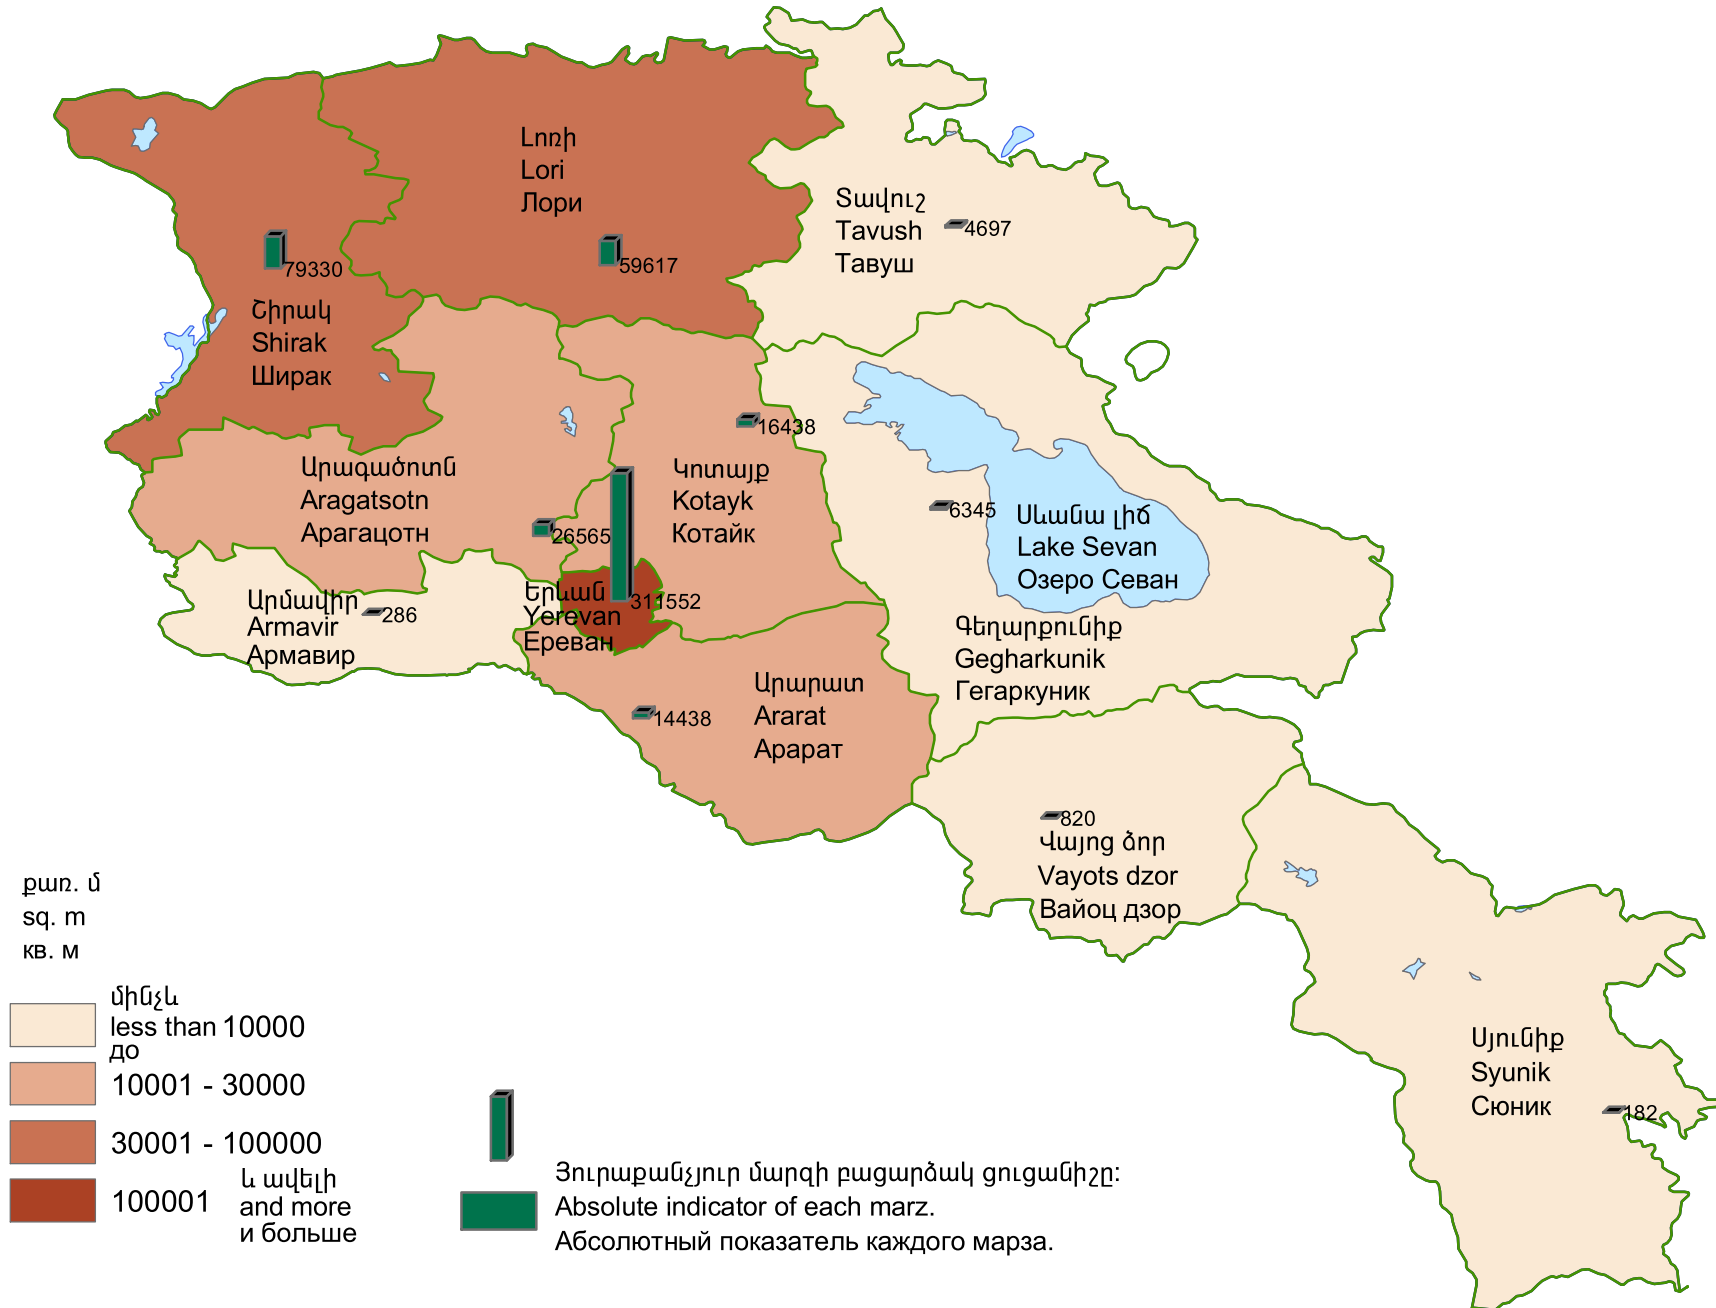 Լոռի
Lori
Лори
59617
79330
Շիրակ
Shirak
Ширак
Տավուշ
Tavush
Тавуш
4697
Արագածոտն
Aragatsotn
Арагацотн
26565
16438
Կոտայք
Kotayk
Котайк
6345
Սևանա լիճ
Lake Sevan
Озеро Севан
Գեղարքունիք
Gegharkunik
Гегаркуник
Արմավիր
Armavir
Армавир
286
Երևան
Yerevan
Ереван
311552
Արարատ
Ararat
Арарат
14438
820
Վայոց ձոր
Vayots dzor
Вайоц дзор
Սյունիք
Syunik
Сюник
182
քառ. մ
sq. m
кв. м
մինչև
less than 10000
до
10001 - 30000
30001 - 100000
100001
և ավելի
and more
и больше
Յուրաքանչյուր մարզի բացարձակ ցուցանիշը:
Absolute indicator of each marz.
Абсолютный показатель каждого марза.